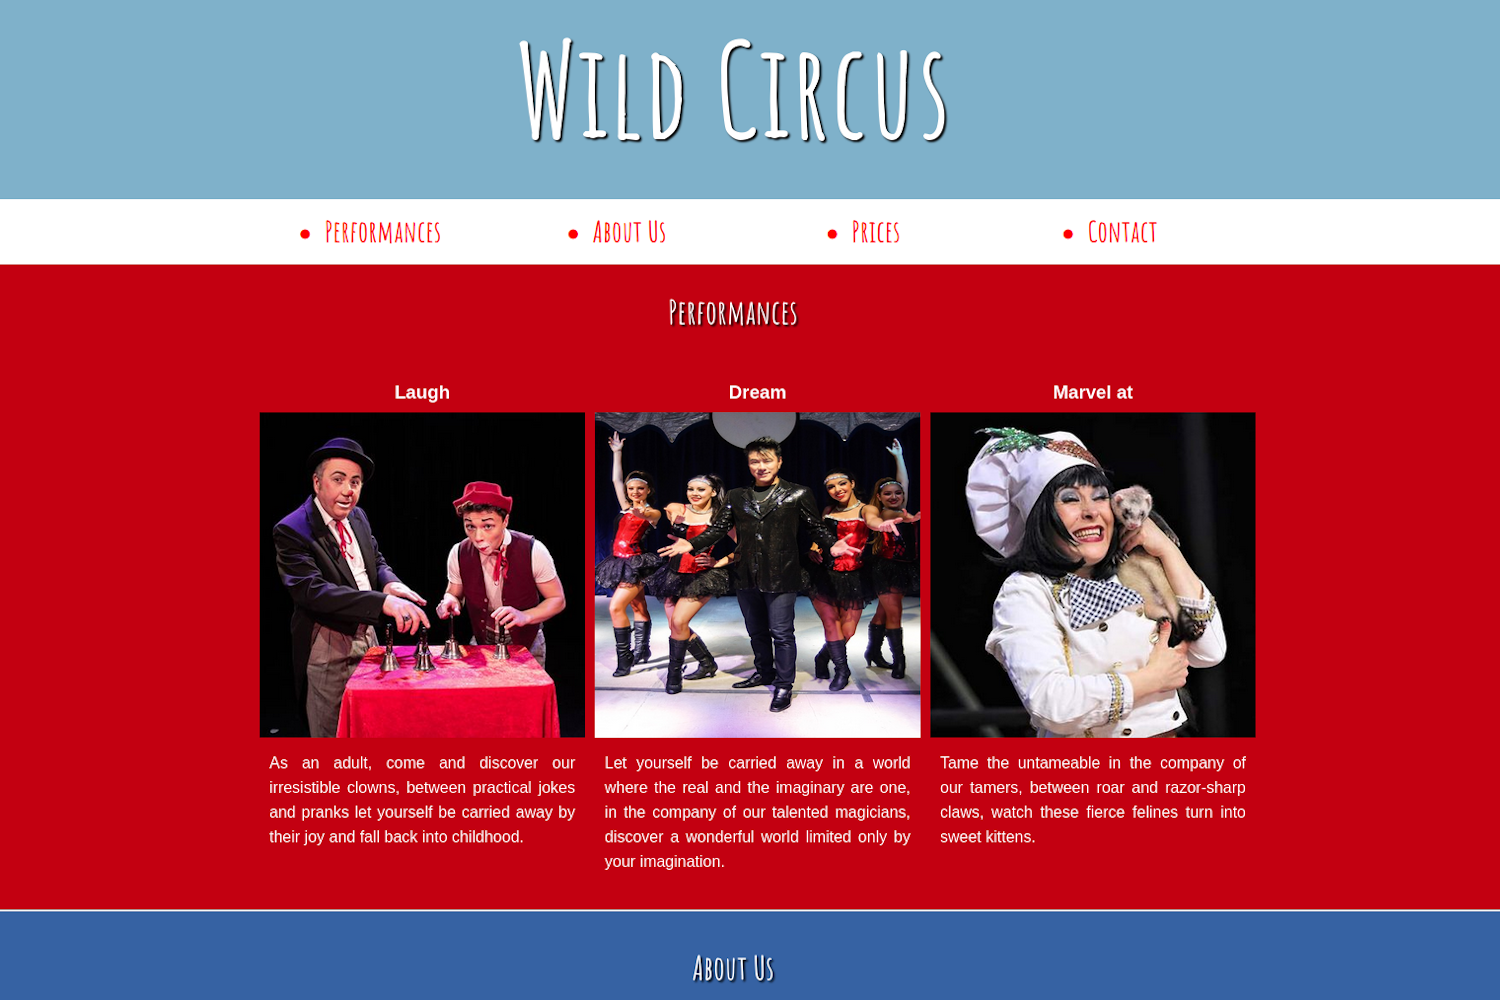 Wild Circus
Performances
About Us
Prices
Contact
Performances
Laugh
As an adult, come and discover our
irresistible clowns, between practical jokes
and pranks let yourself be carried away by
their joy and fall back into childhood.
Dream
Let yourself be carried away in a world
where the real and the imaginary are one,
in the company of our talented magicians,
discover a wonderful world limited only by
your imagination.
Marvel at
Tame the untameable in the company of
our tamers, between roar and razor-sharp
claws, watch these fierce felines turn into
sweet kittens.
About Us